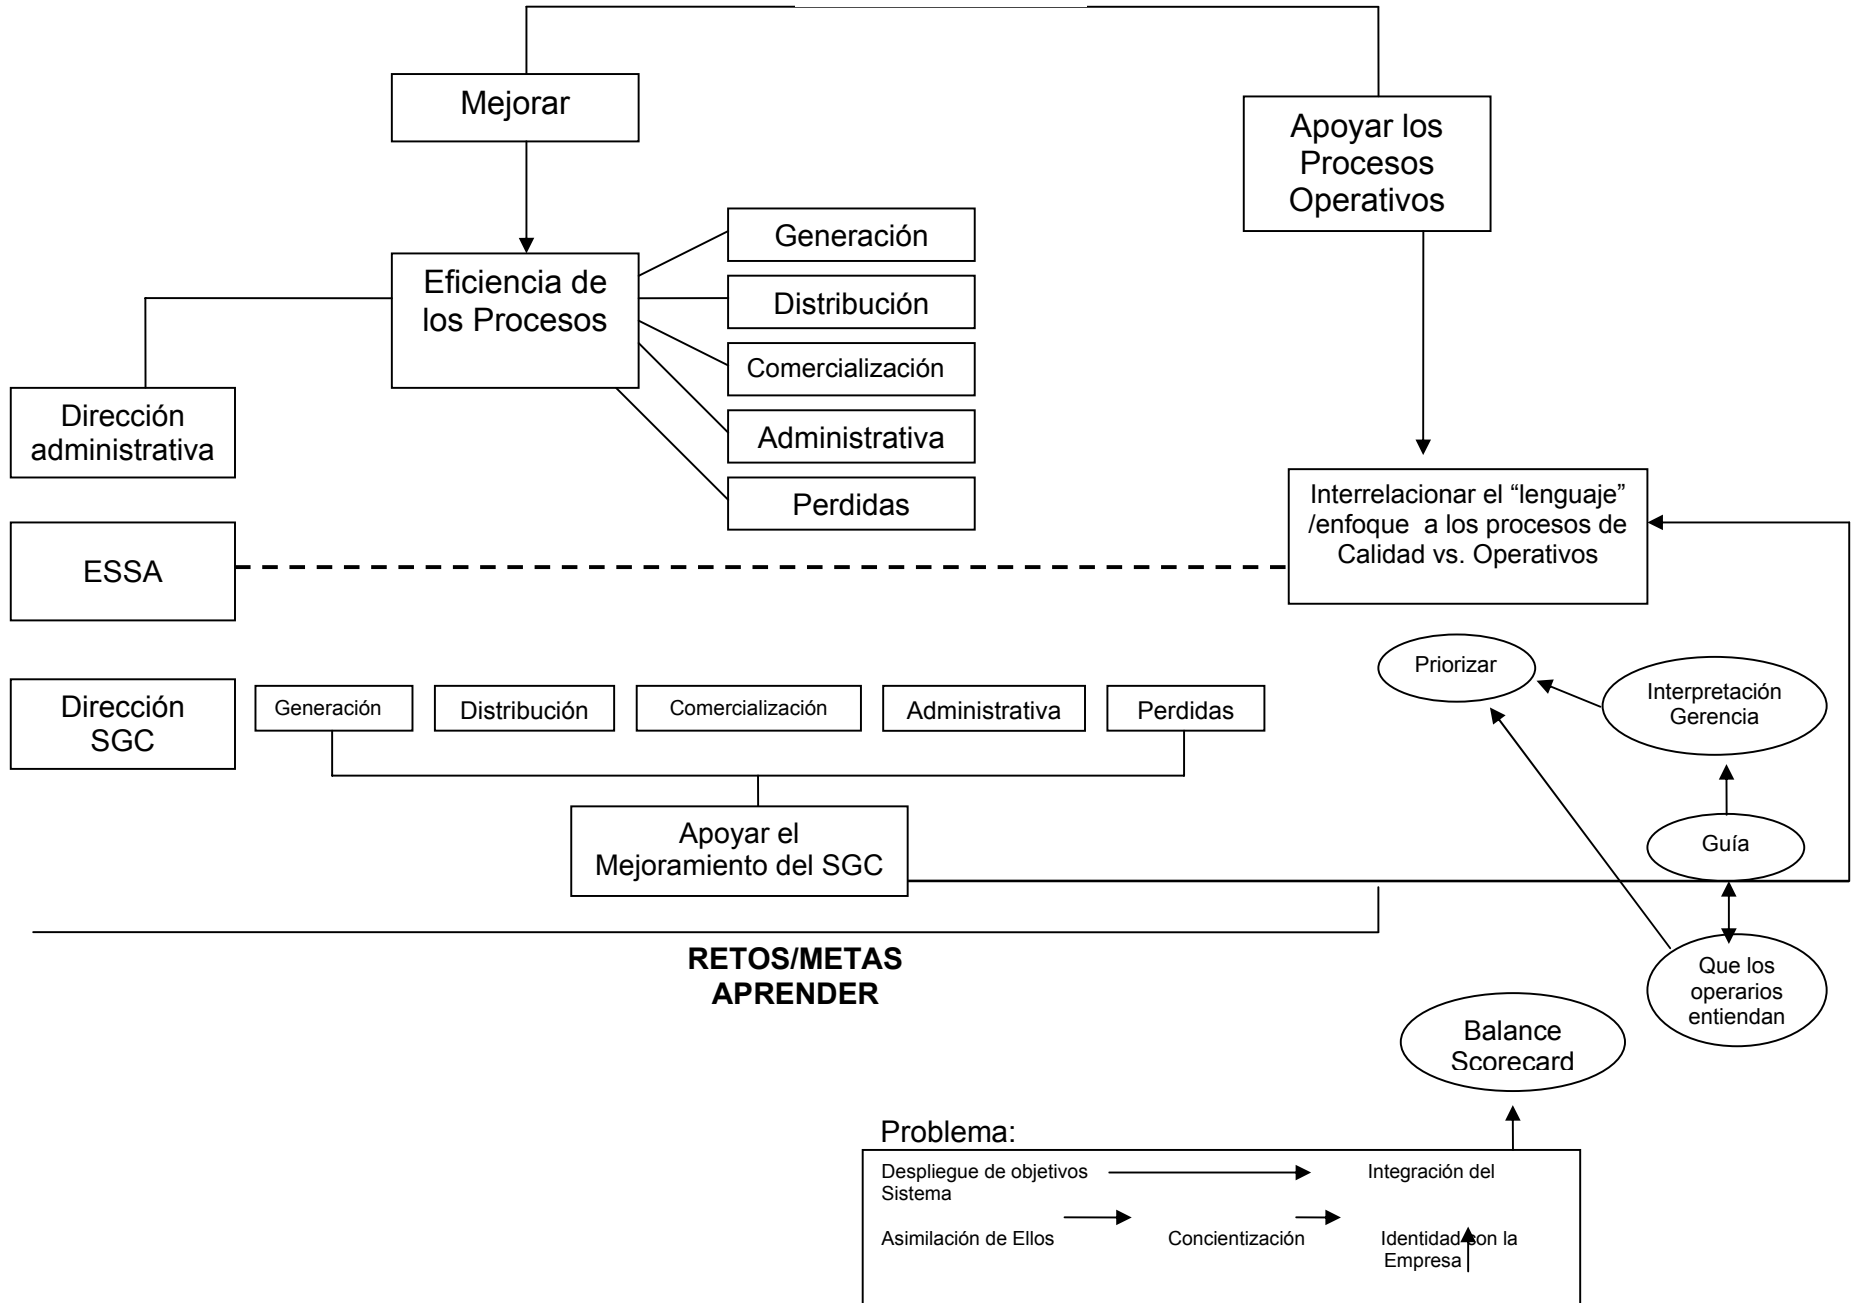 Mejorar
Apoyar los
Procesos
Operativos
Generación
Eficiencia de
los Procesos
Distribución
Comercialización
Dirección
administrativa
Administrativa
Perdidas
Interrelacionar el “lenguaje”
/enfoque a los procesos de
Calidad vs. Operativos
ESSA
Priorizar
Interpretación
Gerencia
Dirección
SGC
Generación
Distribución
Comercialización
Administrativa
Perdidas
Apoyar el
Mejoramiento del SGC
Guía
RETOS/METAS
APRENDER
Que los
operarios
entiendan
Balance
Scorecard
Problema:
Despliegue de objetivos Integración del
Sistema
Asimilación de Ellos Concientización Identidad con la
Empresa